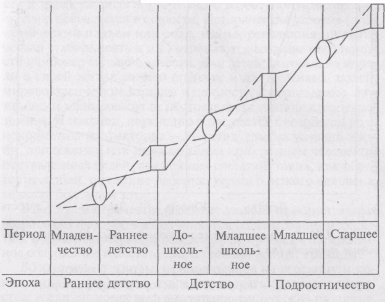 Период Младен- Раннее До- Младшее Младшее Старшее
чество детство школь- школь-
ное ное
Эпоха Раннее детство Детство Подростничество